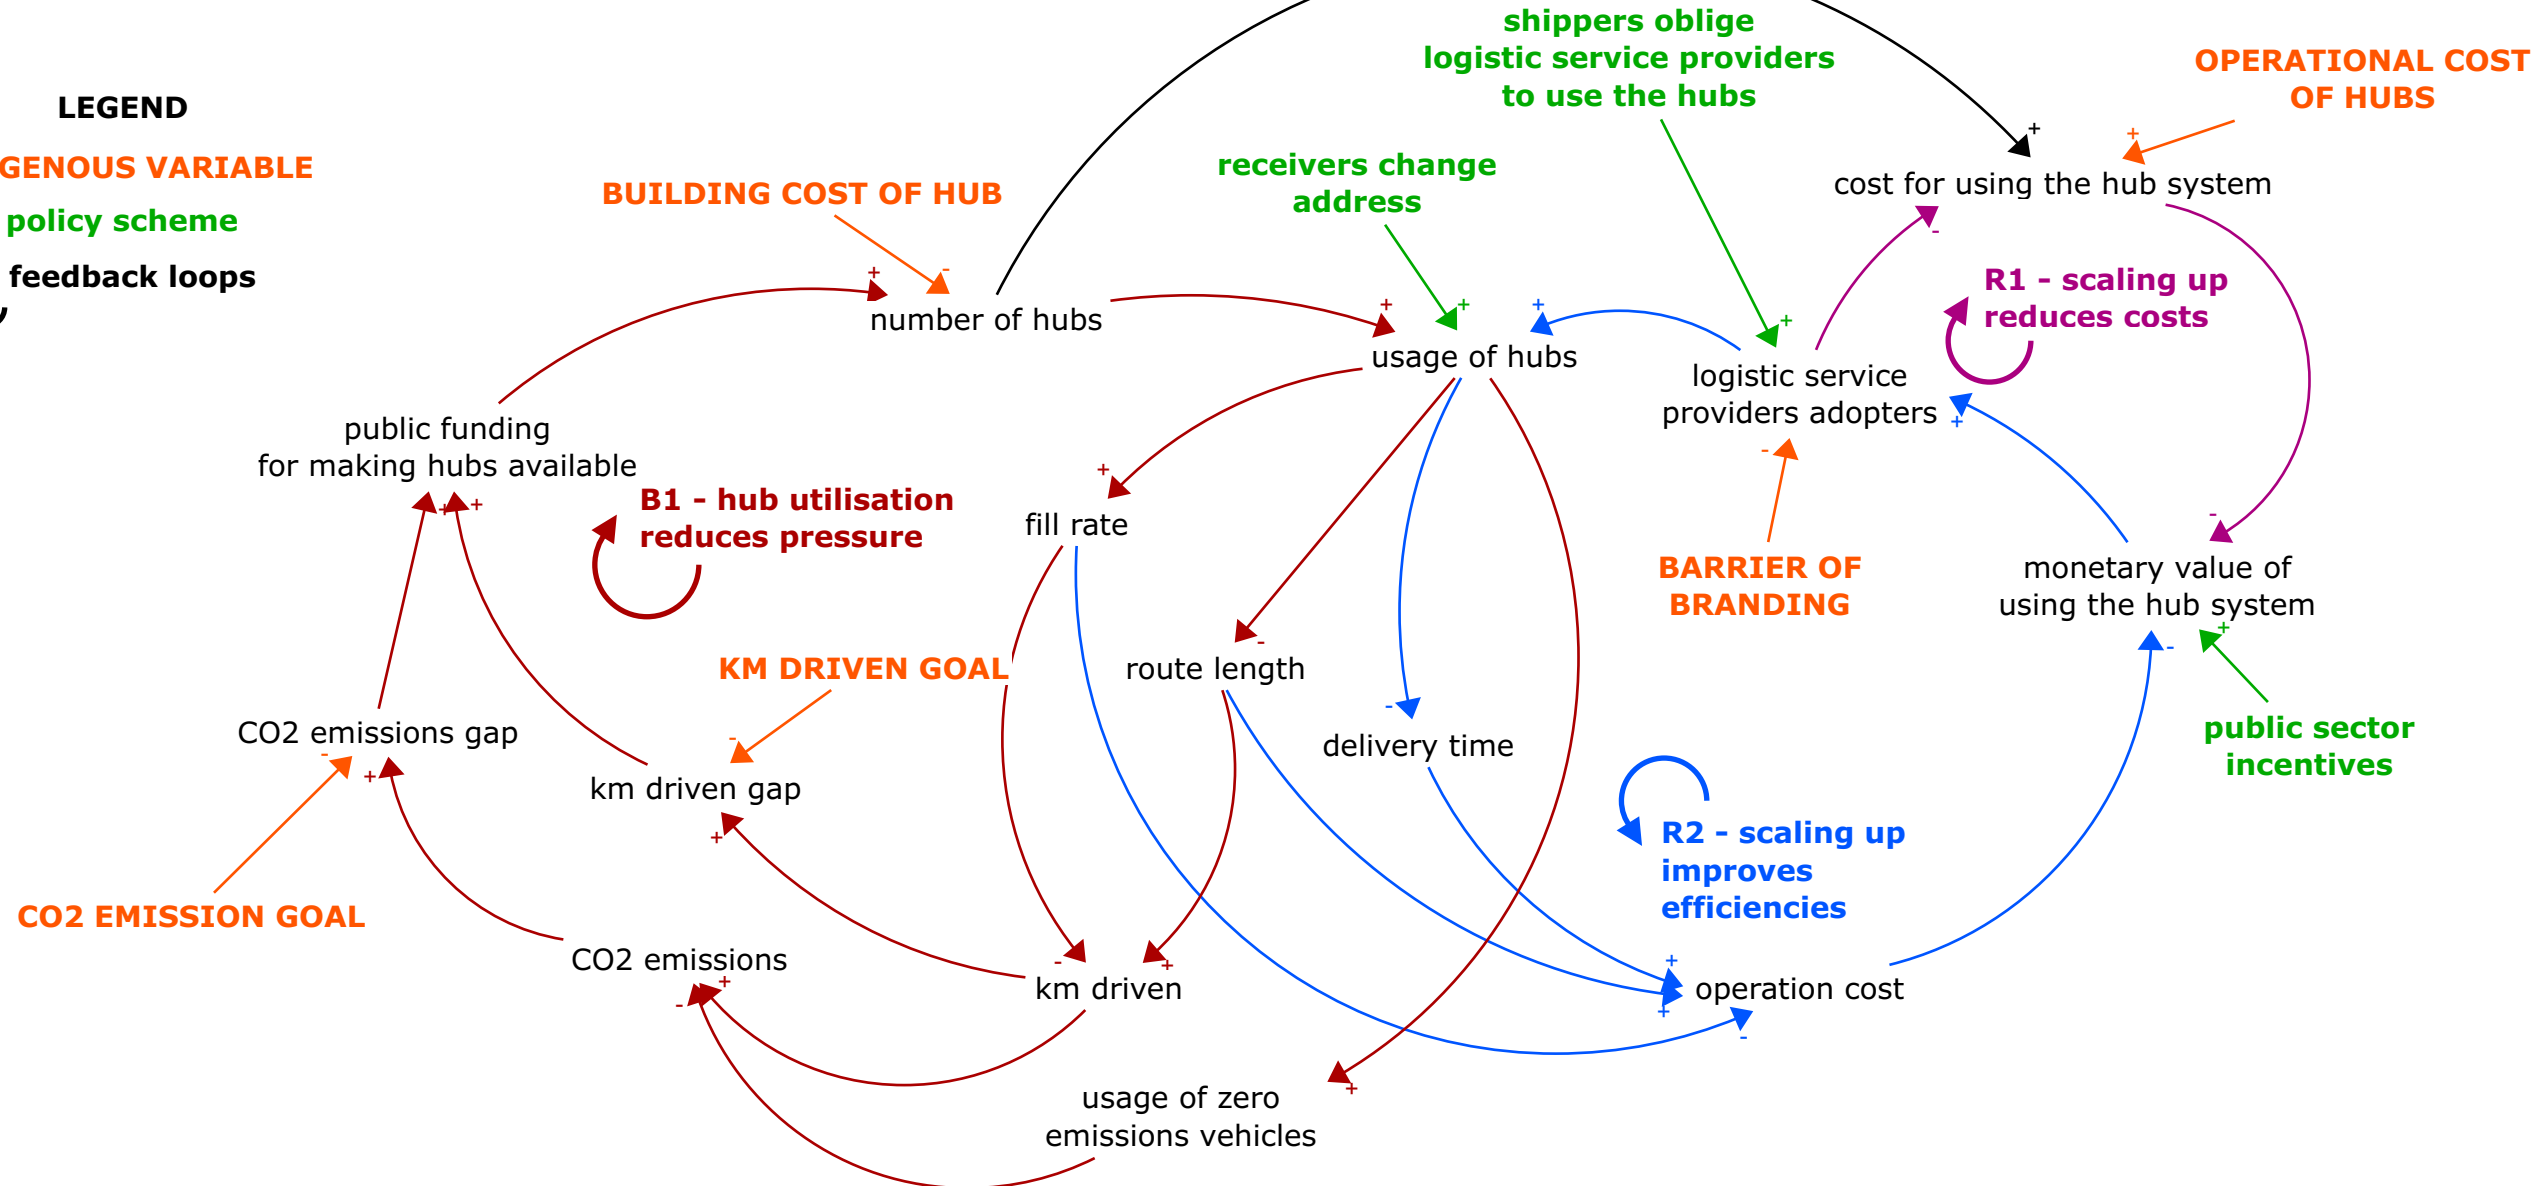 shippers oblige
logistic service providers
to use the hubs
OPERATIONAL COST
OF HUBS
LEGEND
GENOUS VARIABLE
policy scheme
feedback loops
BUILDING COST OF HUB
receivers change
address
cost for using the hub system
R1 - scaling up
reduces costs
number of hubs
usage of hubs
logistic service
providers adopters
public funding
for making hubs available
B1 - hub utilisation
reduces pressure
fill rate
BARRIER OF
BRANDING
monetary value of
using the hub system
KM DRIVEN GOAL
route length
CO2 emissions gap
delivery time
public sector
incentives
km driven gap
R2 - scaling up
improves
efficiencies
CO2 EMISSION GOAL
CO2 emissions
km driven
operation cost
usage of zero
emissions vehicles